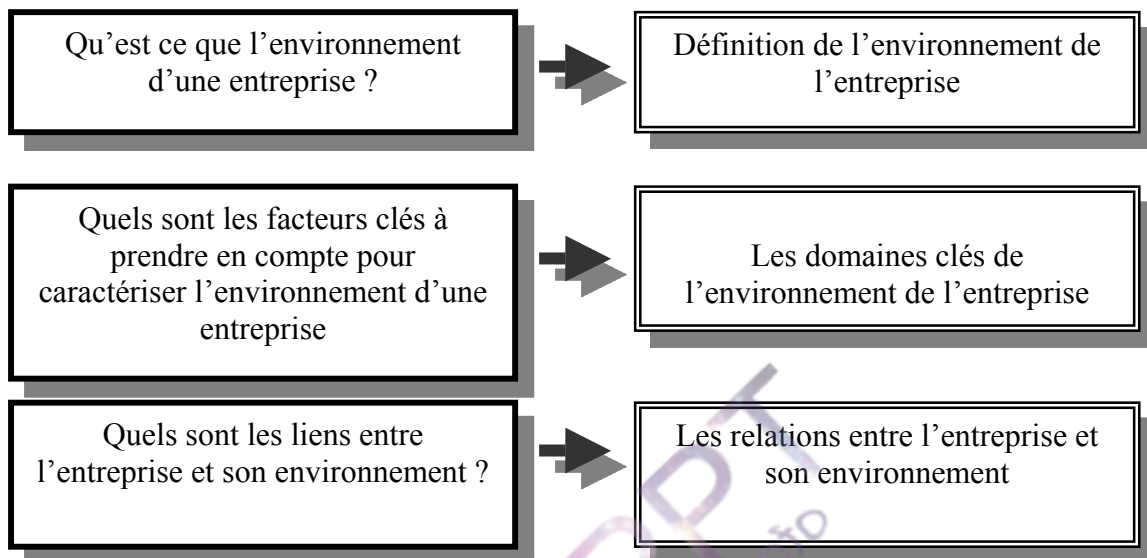 Qu’est ce que l’environnement
d’une entreprise ?
Définition de l’environnement de
l’entreprise
Quels sont les facteurs clés à
prendre en compte pour
caractériser l’environnement d’une
entreprise
Les domaines clés de
l’environnement de l’entreprise
Quels sont les liens entre
l’entreprise et son environnement ?
Les relations entre l’entreprise et
son environnement